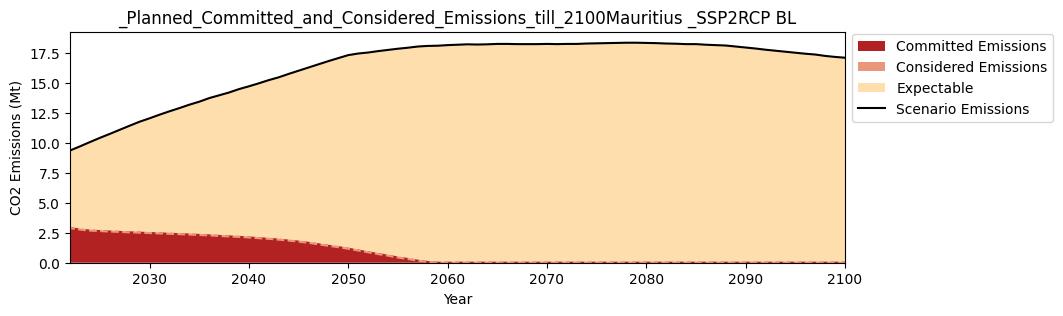 _Planned_Committed_and_Considered_Emissions_till_2100Mauritius _SSP2RCP BL
Committed Emissions
Considered Emissions
Expectable
Scenario Emissions
CO2 Emissions (Mt)
17.5
15.0
12.5
10.0
7.5
5.0
2.5
0.0
2030 2040 2050 2060 2070 2080 2090 2100
Year